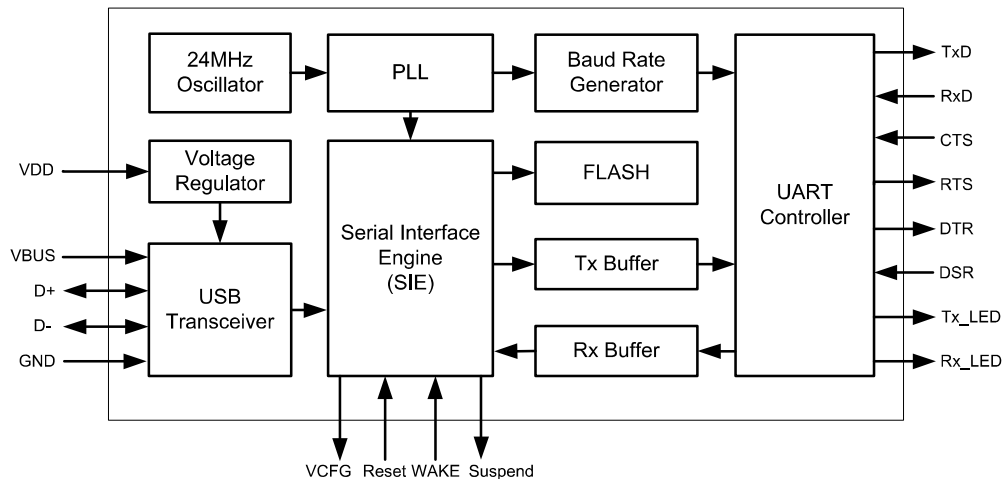 24MHz
Oscillator
PLL
Baud Rate
Generator
TxD
RxD
CTS
RTS
DTR
DSR
Tx_LED
Rx_LED
UART
Controller
VDD
Voltage
Regulator
FLASH
Serial Interface
Engine
(SIE)
VBUS
D+
D-
GND
USB
Transceiver
Tx Buffer
Rx Buffer
VCFG
Reset
WAKE
Suspend